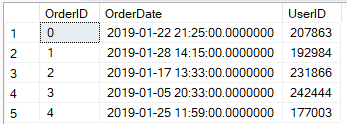 OrderID OrderDate UserID
1 0 2019-01-22 21:25:00.0000000 207863
2 1 2019-01-28 14:15:00.0000000 192984
3 2 2019-01-17 13:33:00.0000000 231866
4 3 2019-01-05 20:33:00.0000000 242444
5 4 2019-01-25 11:59:00.0000000 177003